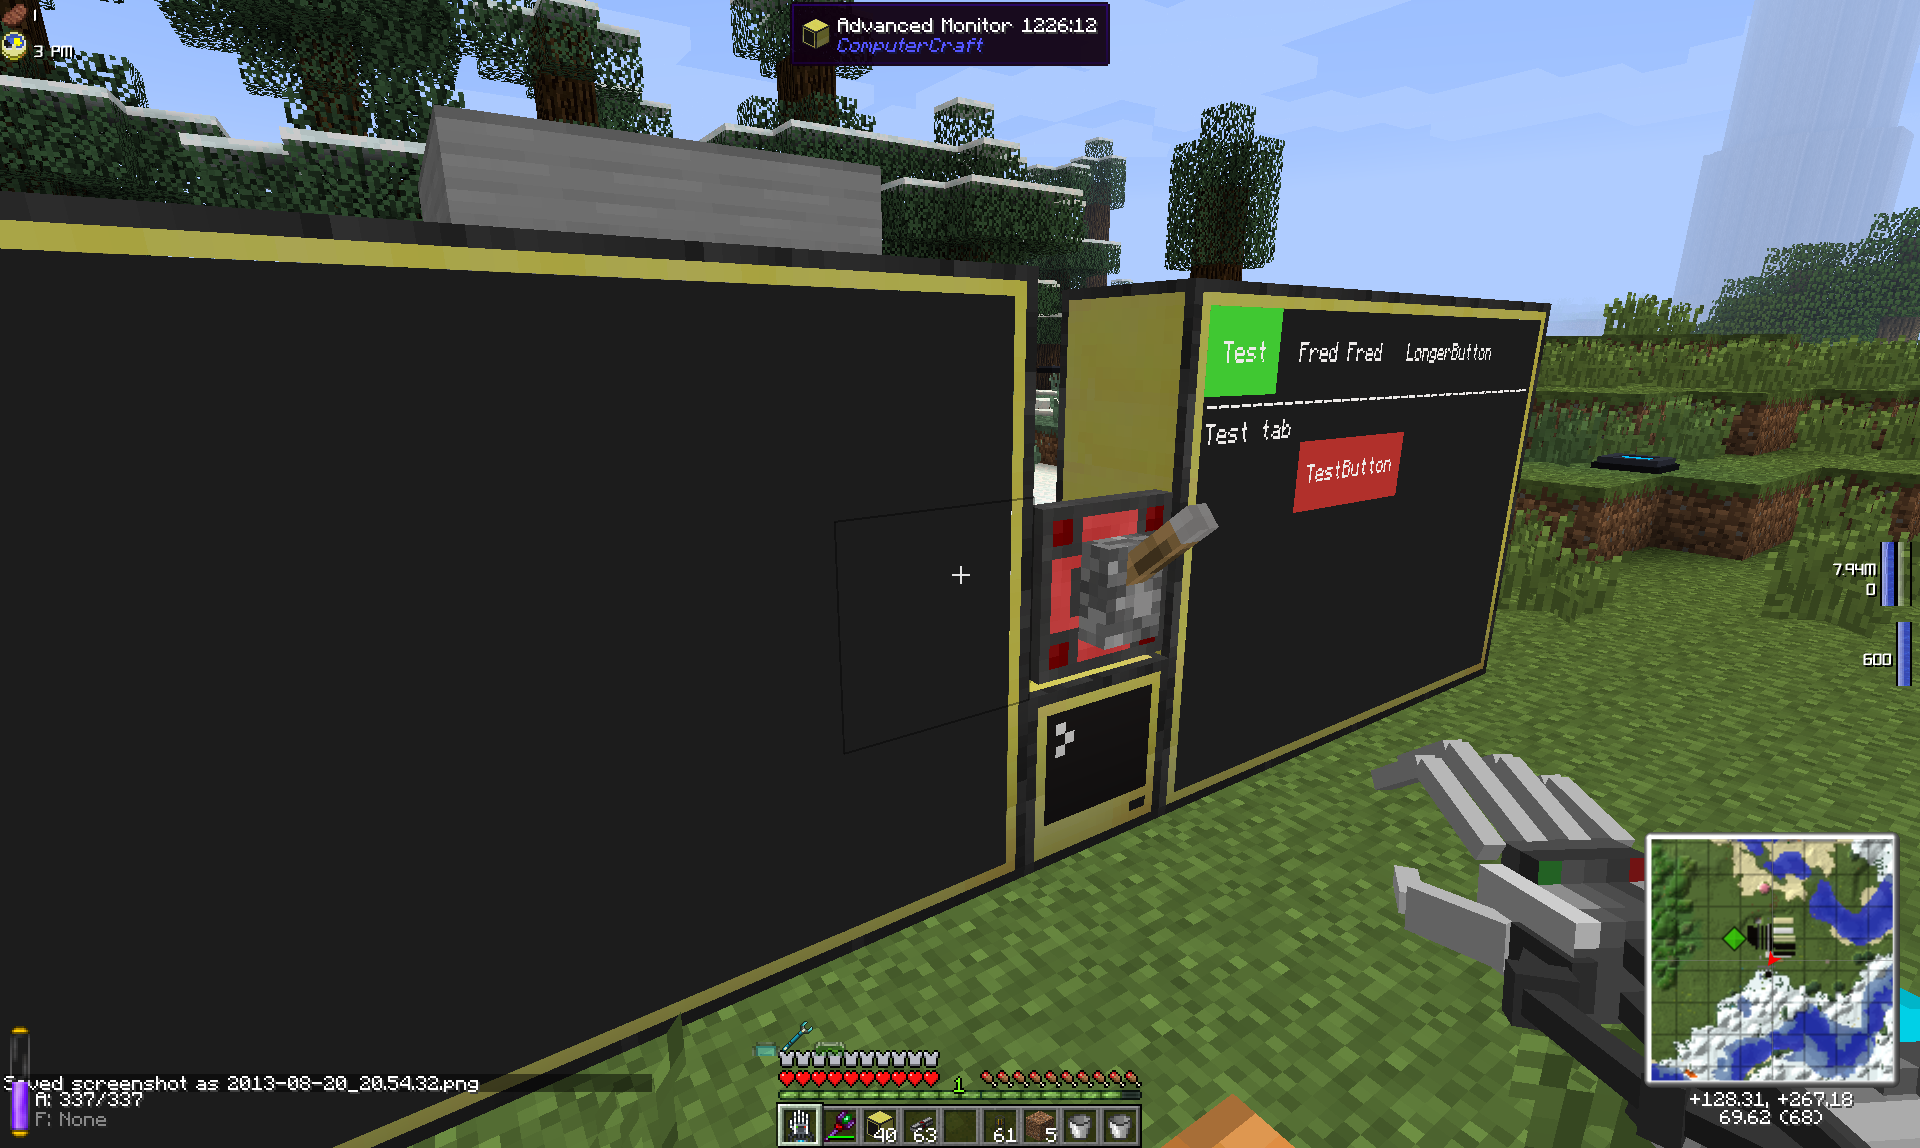 Advanced Monitor 1226:12
ComputerCraft
3 PM
Test Fred Fred LongerButton
Test tab
TestButton
7.94M
0
600
Saved screenshot as 2013-08-20_20.54.32.png
A: 337/337
F: None
1
40 63 61 5
+128.31, +267.18
69.62 (68)